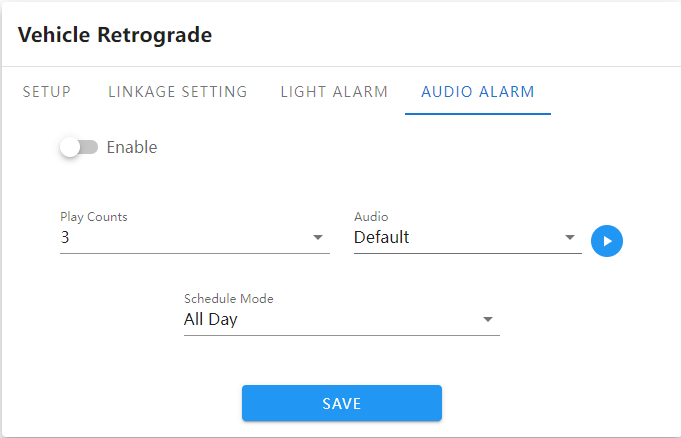 Vehicle Retrograde
SETUP LINKAGE SETTING LIGHT ALARM AUDIO ALARM
Enable
Play Counts Audio
3 Default
Schedule Mode
All Day
SAVE